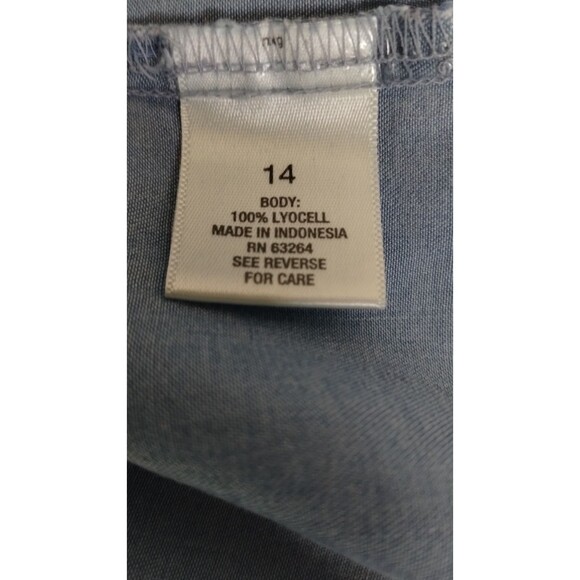 14
BODY:
100% LYOCELL
MADE IN INDONESIA
RN 63264
SEE REVERSE
FOR CARE